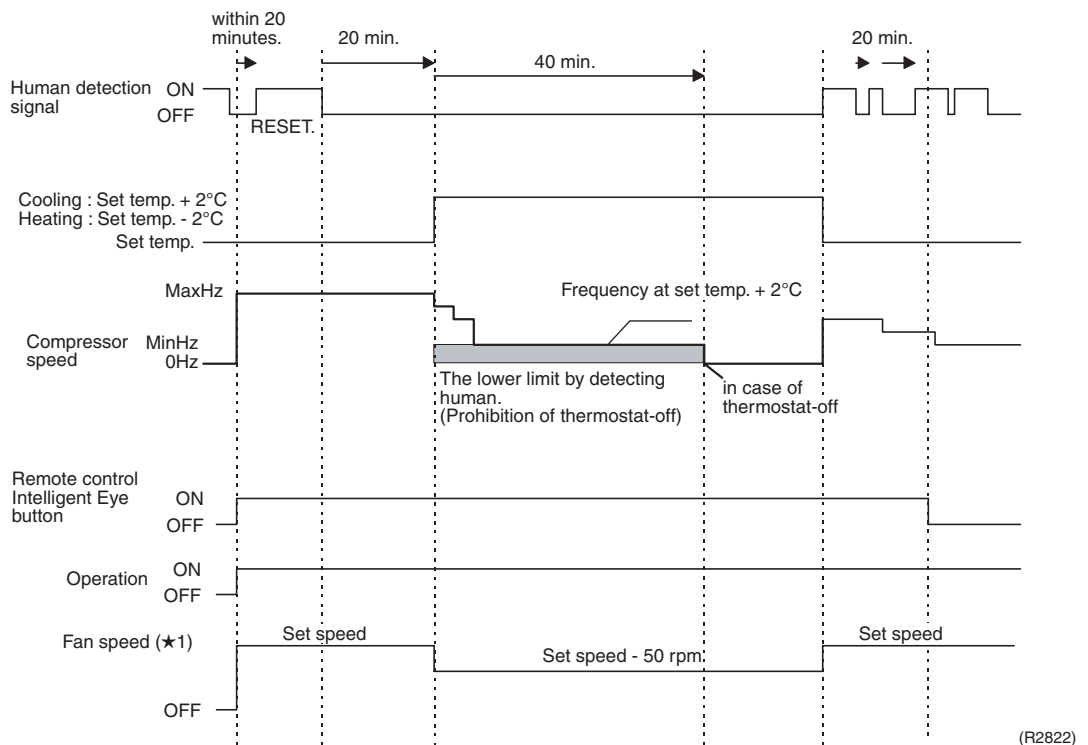 within 20
minutes.
20 min.
40 min.
20 min.
Human detection
signal
ON
OFF
RESET.
Cooling : Set temp. + 2°C
Heating : Set temp. - 2°C
Set temp.
MaxHz
Frequency at set temp. + 2°C
Compressor
speed
MinHz
0Hz
The lower limit by detecting
human.
(Prohibition of thermostat-off)
in case of
thermostat-off
Remote control
Intelligent Eye
button
ON
OFF
Operation
ON
OFF
Fan speed (★1)
Set speed
Set speed - 50 rpm
Set speed
OFF
(R2822)